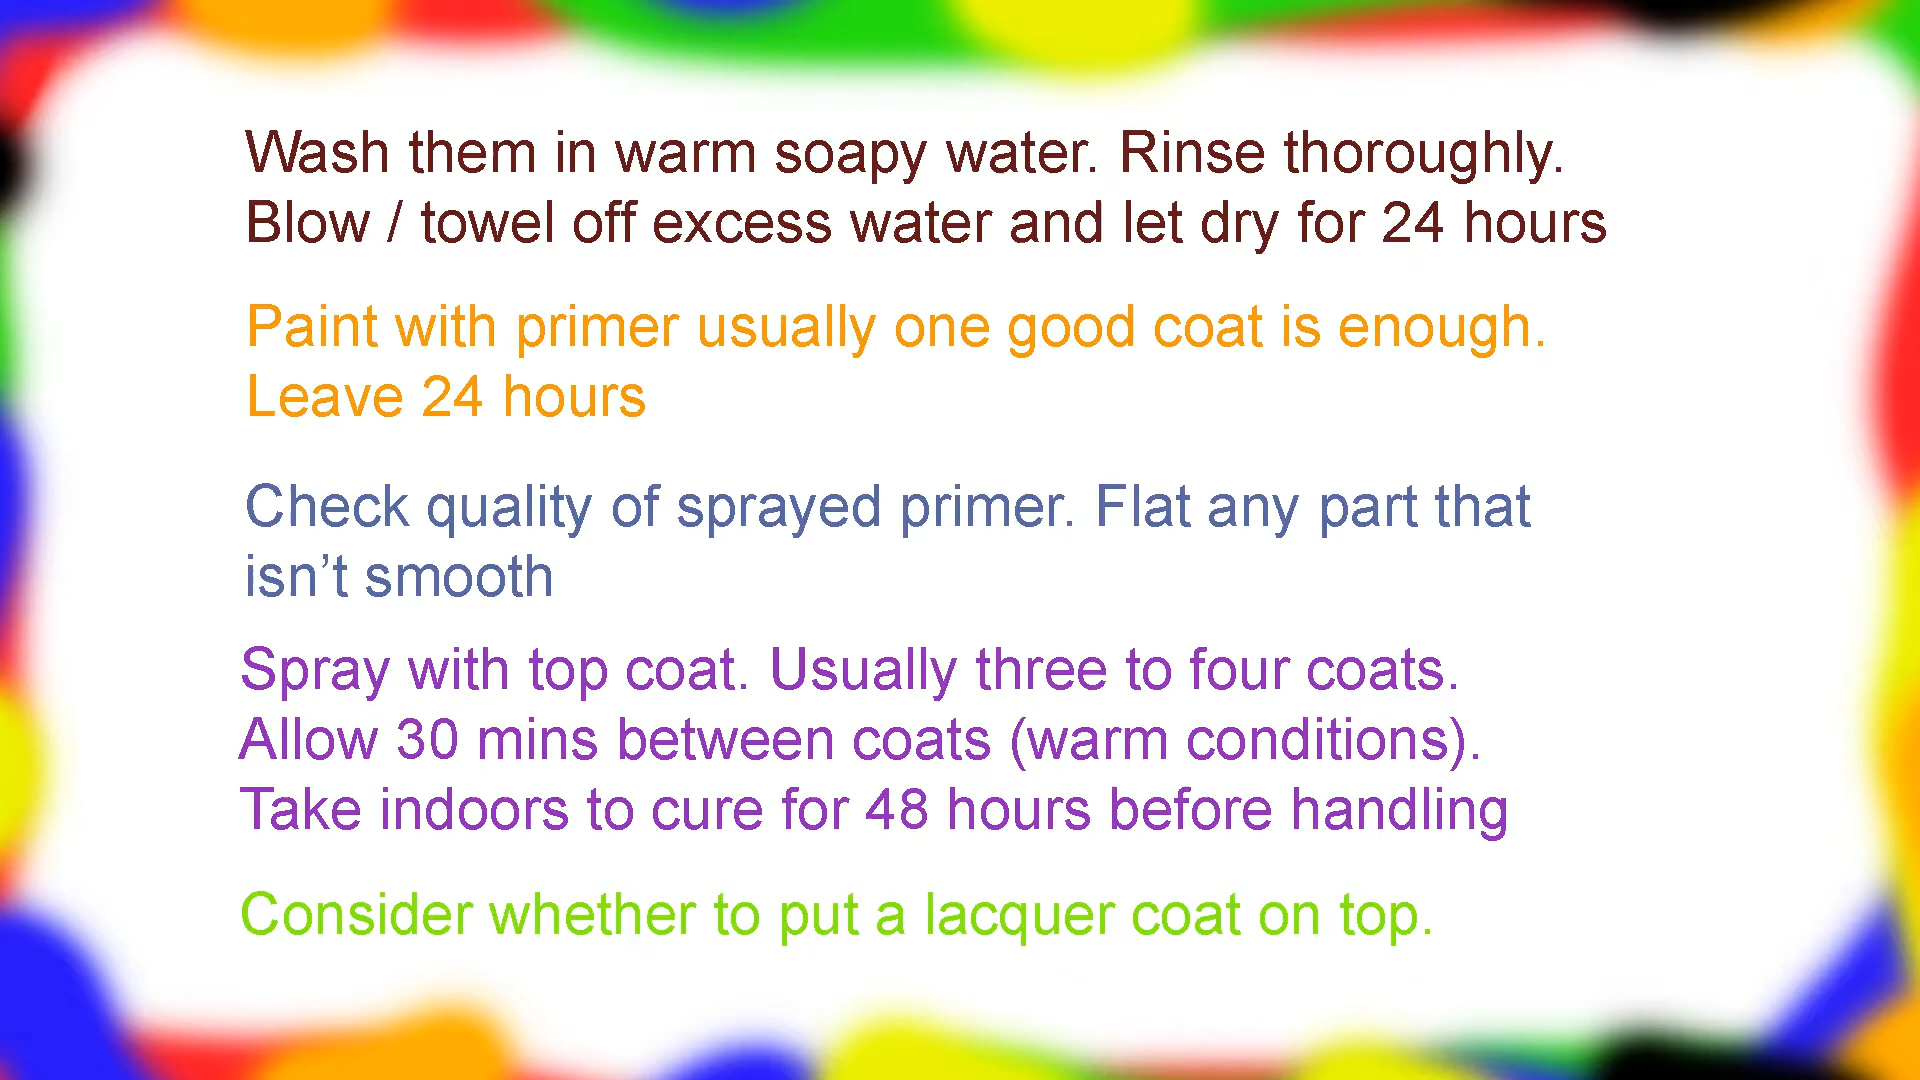 Wash them in warm soapy water. Rinse thoroughly.
Blow / towel off excess water and let dry for 24 hours
Paint with primer usually one good coat is enough.
Leave 24 hours
Check quality of sprayed primer. Flat any part that
isn’t smooth
Spray with top coat. Usually three to four coats.
Allow 30 mins between coats (warm conditions).
Take indoors to cure for 48 hours before handling
Consider whether to put a lacquer coat on top.